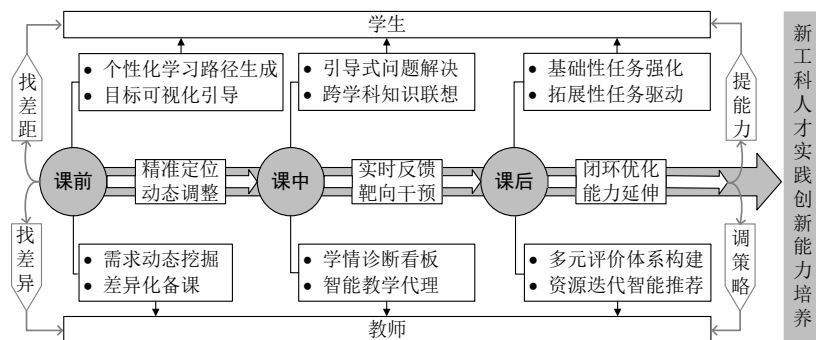 学生
• 个性化学习路径生成
• 目标可视化引导
• 引导式问题解决
• 跨学科知识联想
• 基础性任务强化
• 拓展性任务驱动
找差距
提能力
课前
精准定位
动态调整
课中
实时反馈
靶向干预
课后
闭环优化
能力延伸
找差异
调策略
• 需求动态挖掘
• 差异化备课
• 学情诊断看板
• 智能教学代理
• 多元评价体系构建
• 资源迭代智能推荐
教师
新工科人才实践创新能力培养